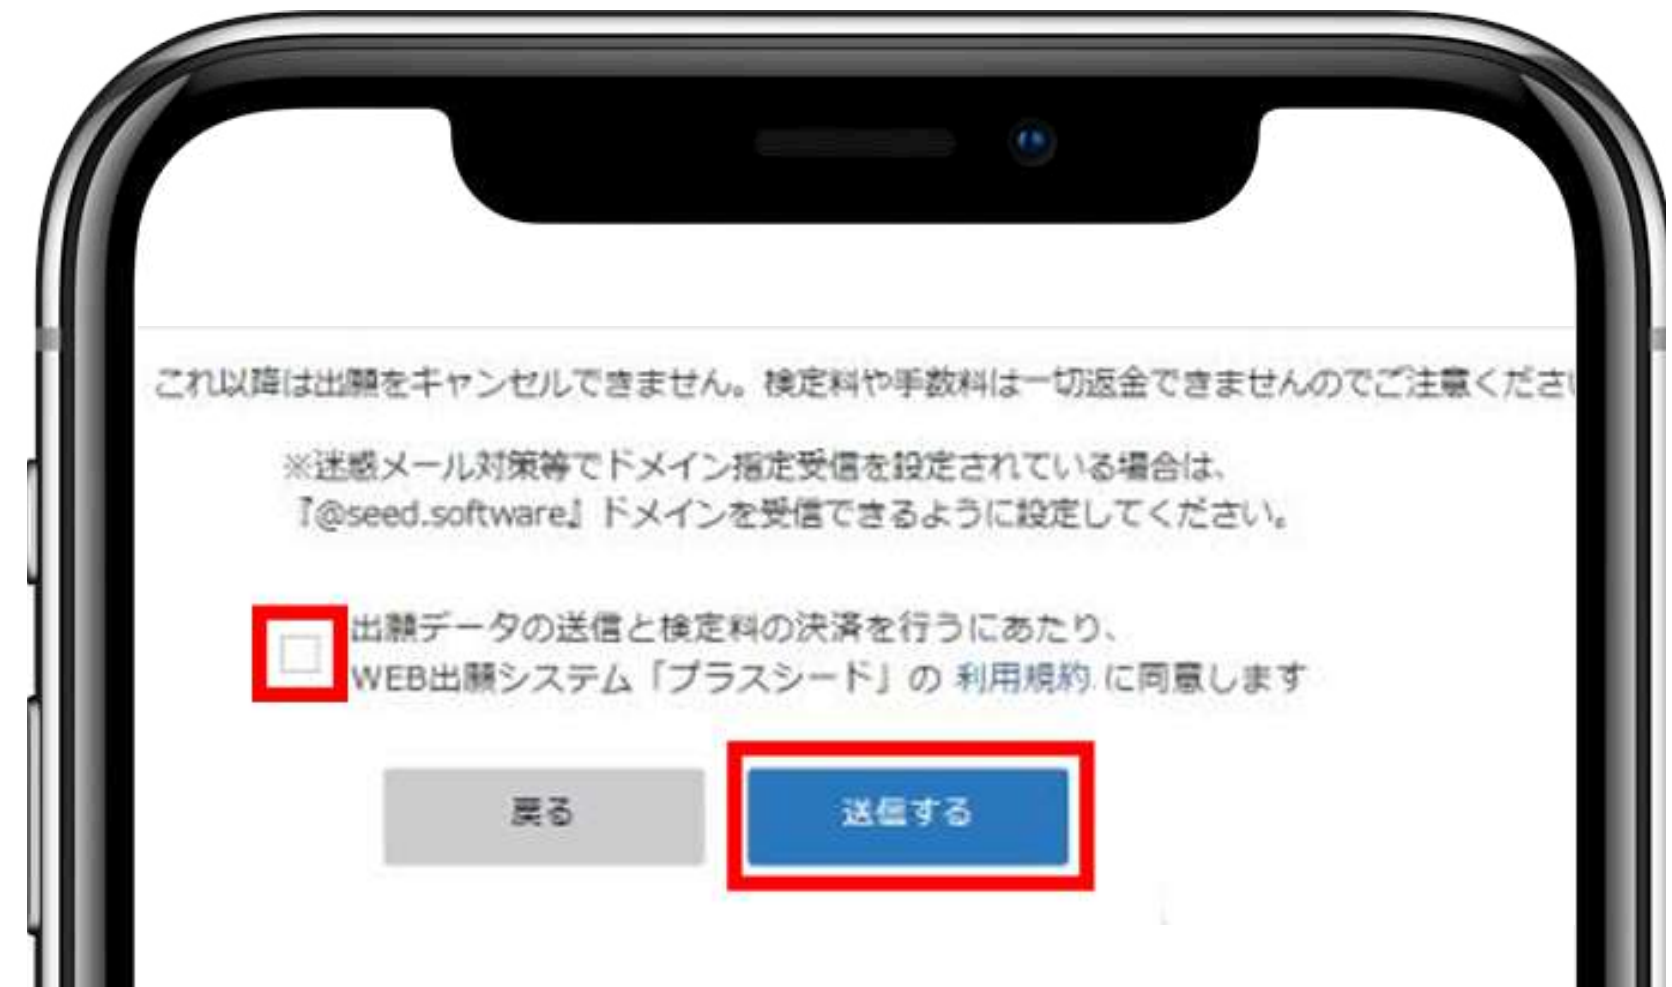 これ以降は出願をキャンセルできません。検定料や手数料は一切返金できませんのでご注意くださ
※迷惑メール対策等でドメイン指定受信を設定されている場合は、
『@seed.software』ドメインを受信できるように設定してください。
出願データの送信と検定料の決済を行うにあたり、
WEB出願システム「プラスシード」の 利用規約 に同意します
戻る
送信する